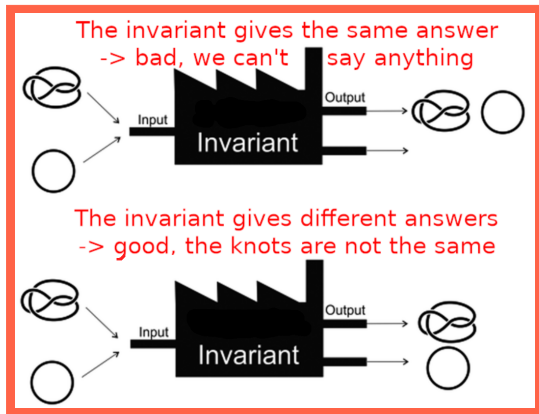 The invariant gives the same answer
-> bad, we can't say anything
Input
Output
Invariant
The invariant gives different answers
-> good, the knots are not the same
Input
Output
Invariant